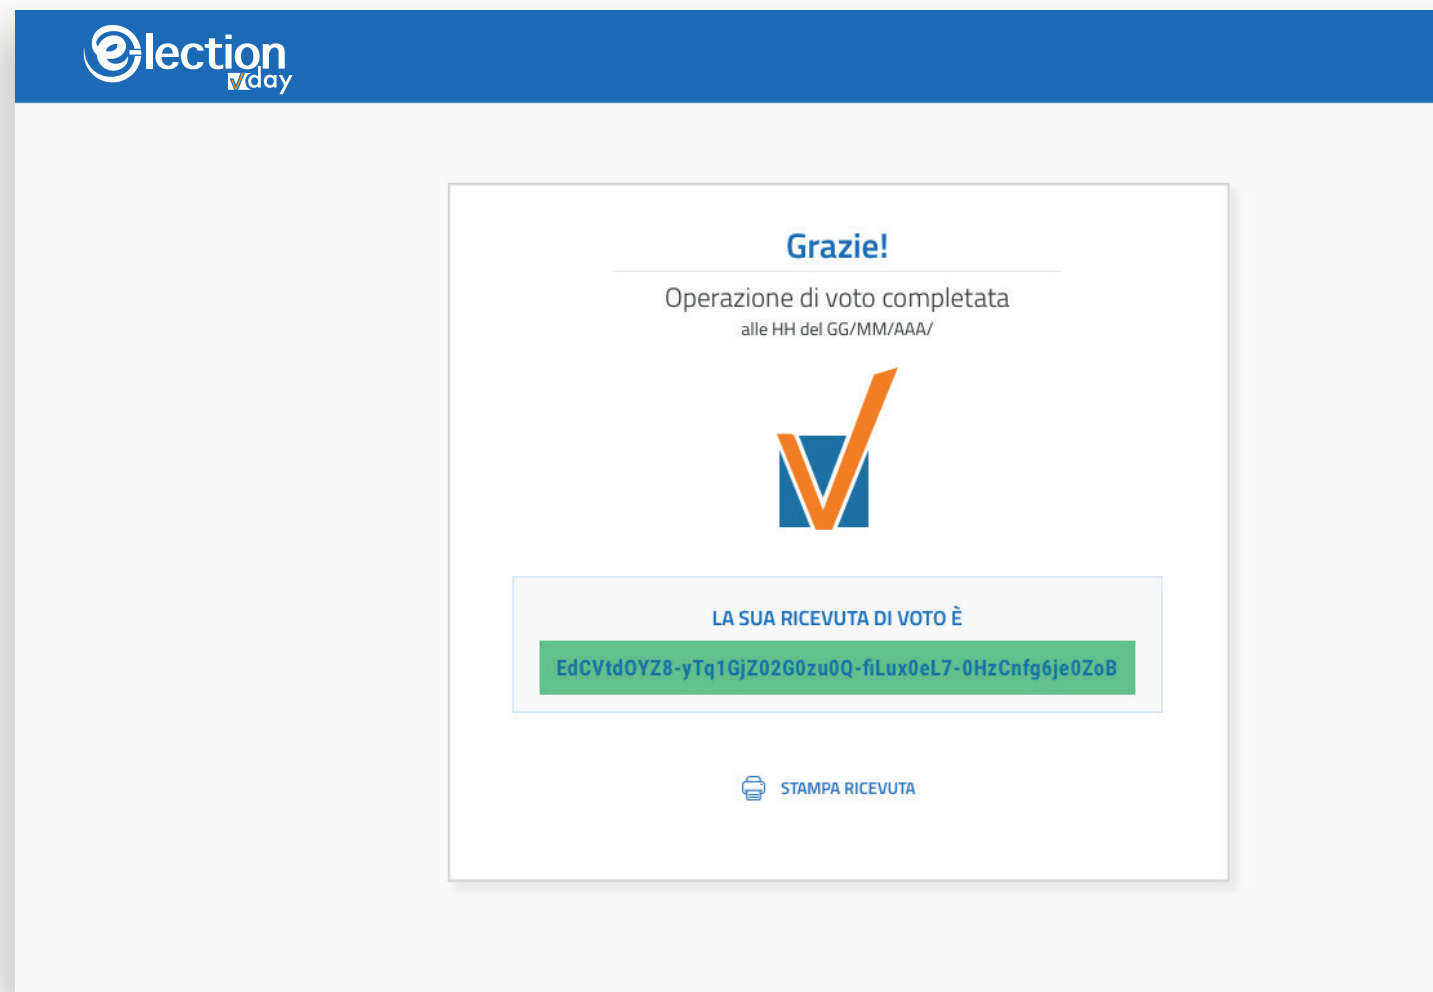 e-lection
day
Grazie!
Operazione di voto completata
alle HH del GG/MM/AAA/
LA SUA RICEVUTA DI VOTO È
EdCVtdOYZ8-yTq1GjZ02G0zu0Q-fiLux0eL7-0HzCnfg6je0ZoB
STAMPA RICEVUTA